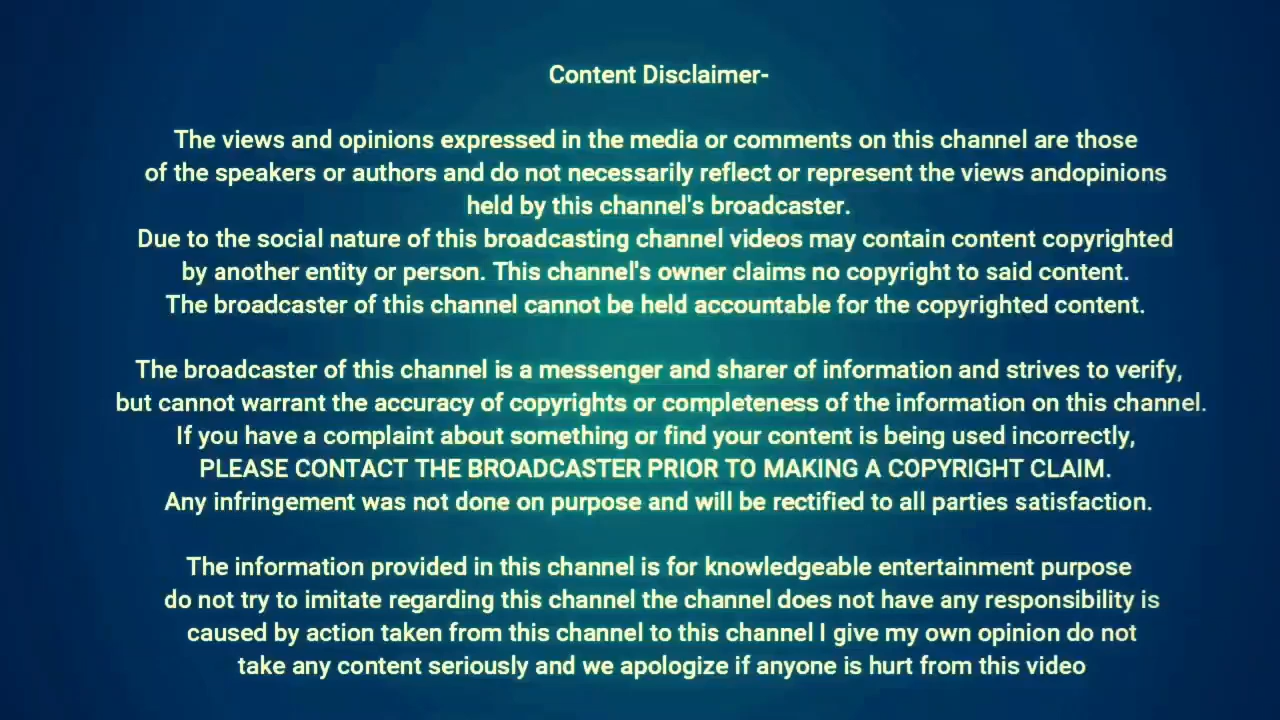 Content Disclaimer-
The views and opinions expressed in the media or comments on this channel are those
of the speakers or authors and do not necessarily reflect or represent the views andopinions
held by this channel's broadcaster.
Due to the social nature of this broadcasting channel videos may contain content copyrighted
by another entity or person. This channel's owner claims no copyright to said content.
The broadcaster of this channel cannot be held accountable for the copyrighted content.
The broadcaster of this channel is a messenger and sharer of information and strives to verify,
but cannot warrant the accuracy of copyrights or completeness of the information on this channel.
If you have a complaint about something or find your content is being used incorrectly,
PLEASE CONTACT THE BROADCASTER PRIOR TO MAKING A COPYRIGHT CLAIM.
Any infringement was not done on purpose and will be rectified to all parties satisfaction.
The information provided in this channel is for knowledgeable entertainment purpose
do not try to imitate regarding this channel the channel does not have any responsibility is
caused by action taken from this channel to this channel I give my own opinion do not
take any content seriously and we apologize if anyone is hurt from this video